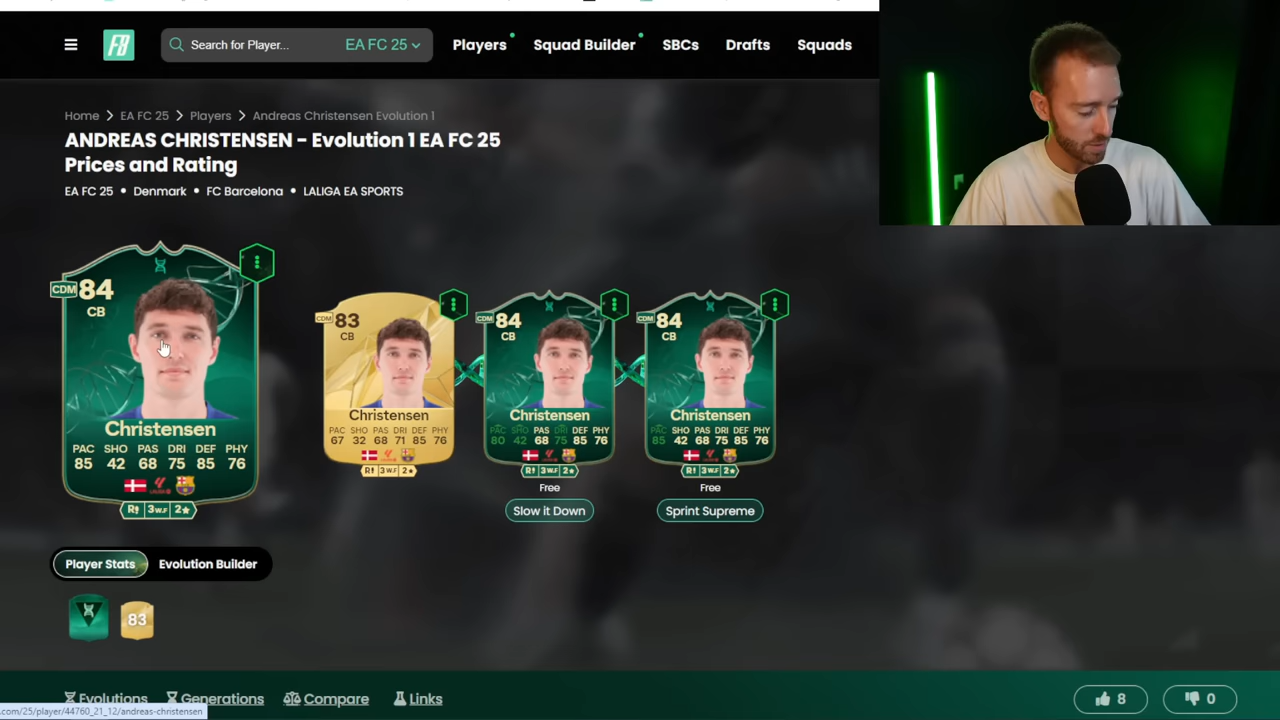 FB
Search for Player...
EA FC 25
Players
Squad Builder
SBCs
Drafts
Squads
Home
EA FC 25
Players
Andreas Christensen Evolution 1
ANDREAS CHRISTENSEN - Evolution 1 EA FC 25
Prices and Rating
EA FC 25 • Denmark • FC Barcelona • LALIGA EA SPORTS
CDM 84
CB
Christensen
PAC SHO PAS DRI DEF PHY
85 42 68 75 85 76
3W.F 2★
CDM 83
CB
Christensen
PAC SHO PAS DRI DEF PHY
67 32 68 71 85 76
3W.F 2★
CDM 84
CB
Christensen
PAC SHO PAS DRI DEF PHY
80 42 68 75 85 76
3W.F 2★
Free
Slow it Down
CDM 84
CB
Christensen
PAC SHO PAS DRI DEF PHY
85 42 68 75 85 76
3W.F 2★
Free
Sprint Supreme
Player Stats
Evolution Builder
83
Evolutions
Generations
Compare
Links
8
0
.com/25/player/44760_21_12/andreas-christensen